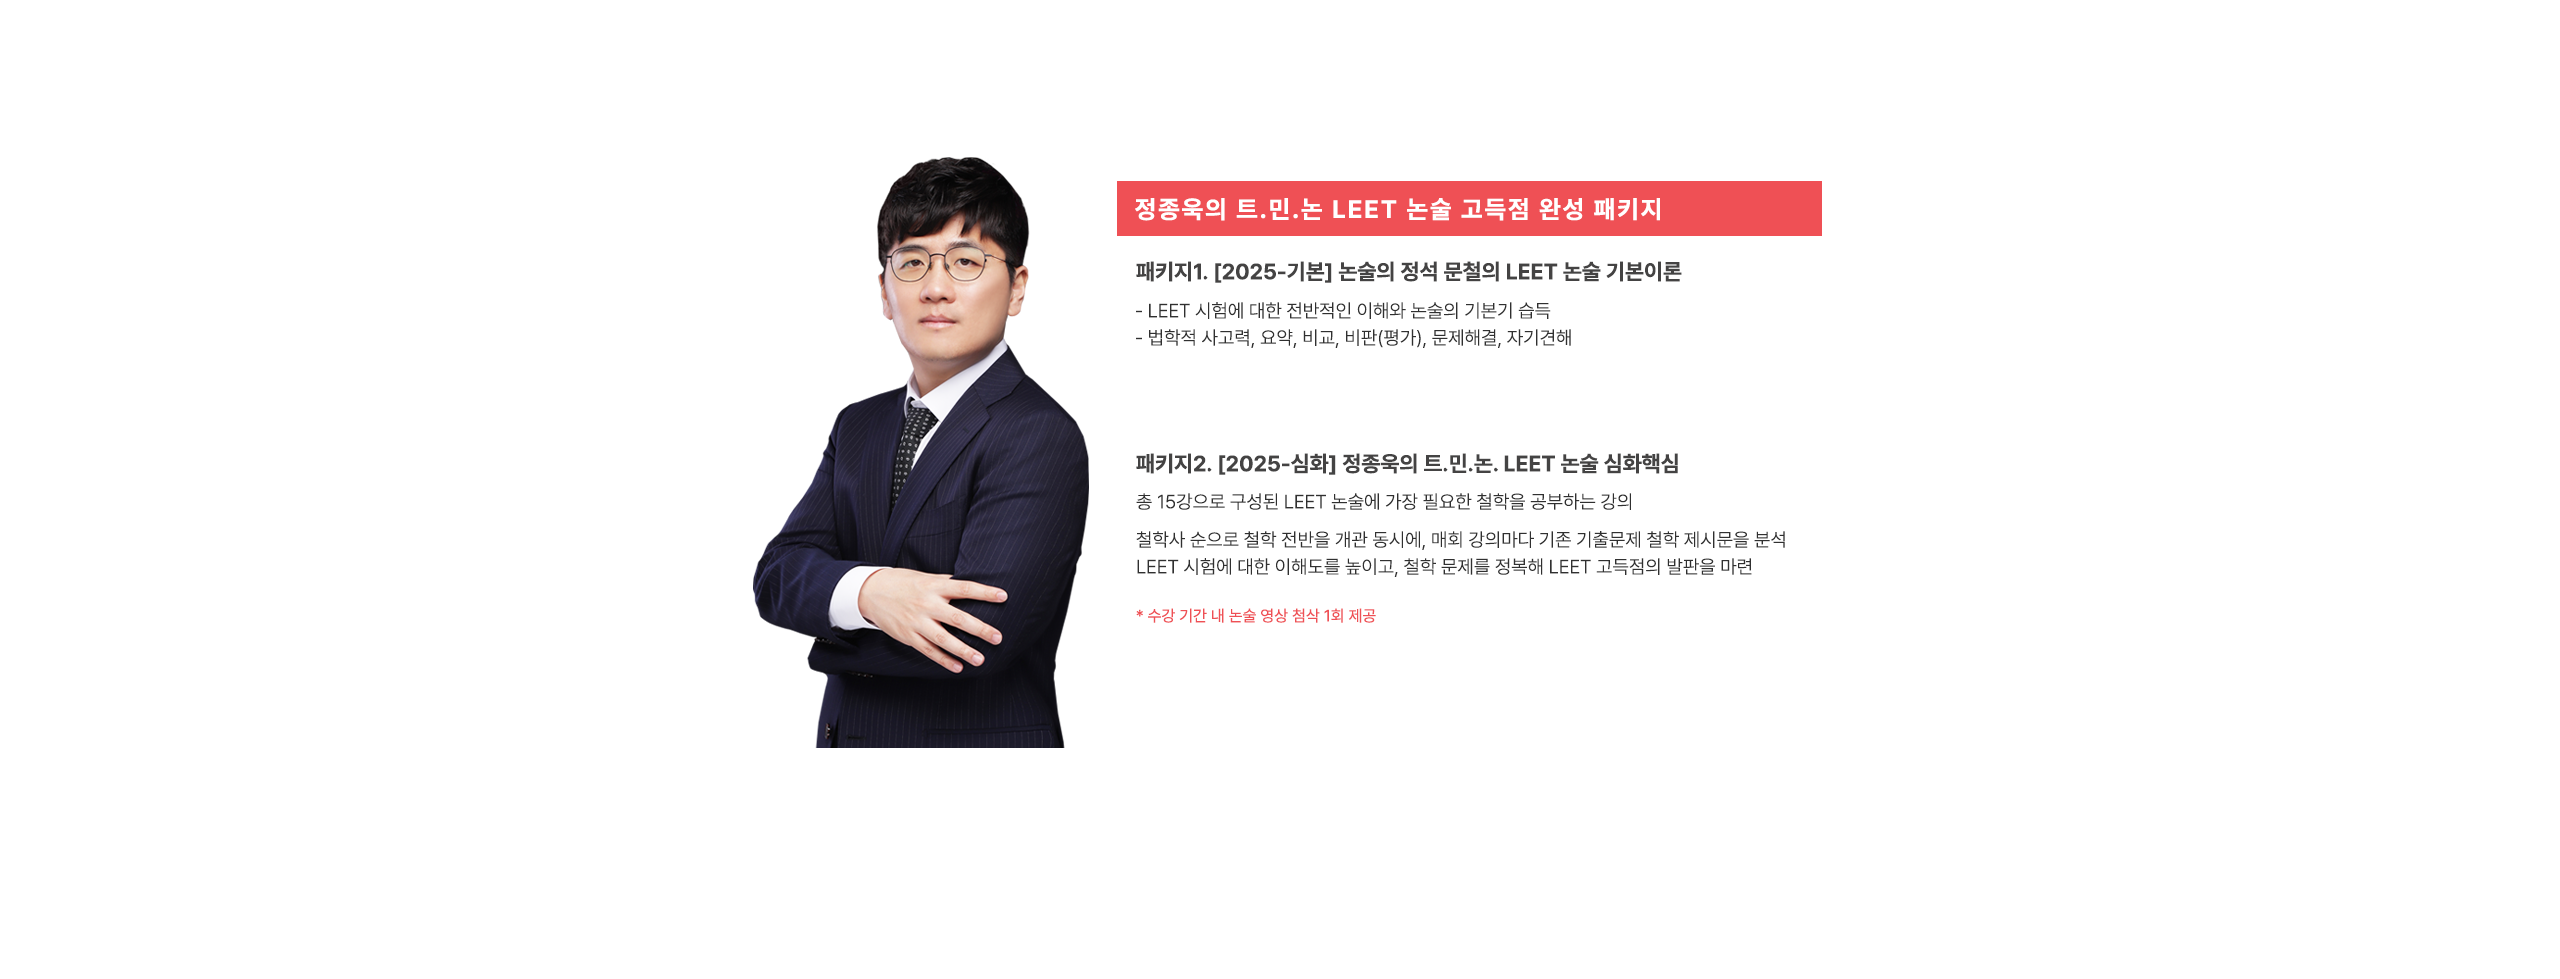 정종욱의 트.민.논 LEET 논술 고득점 완성 패키지
패키지1. [2025-기본] 논술의 정석 문철의 LEET 논술 기본이론
- LEET 시험에 대한 전반적인 이해와 논술의 기본기 습득
- 법학적 사고력, 요약, 비교, 비판(평가), 문제해결, 자기견해
패키지2. [2025-심화] 정종욱의 트.민.논. LEET 논술 심화핵심
총 15강으로 구성된 LEET 논술에 가장 필요한 철학을 공부하는 강의
철학사 순으로 철학 전반을 개관 동시에, 매회 강의마다 기존 기출문제 철학 제시문을 분석
LEET 시험에 대한 이해도를 높이고, 철학 문제를 정복해 LEET 고득점의 발판을 마련
* 수강 기간 내 논술 영상 첨삭 1회 제공